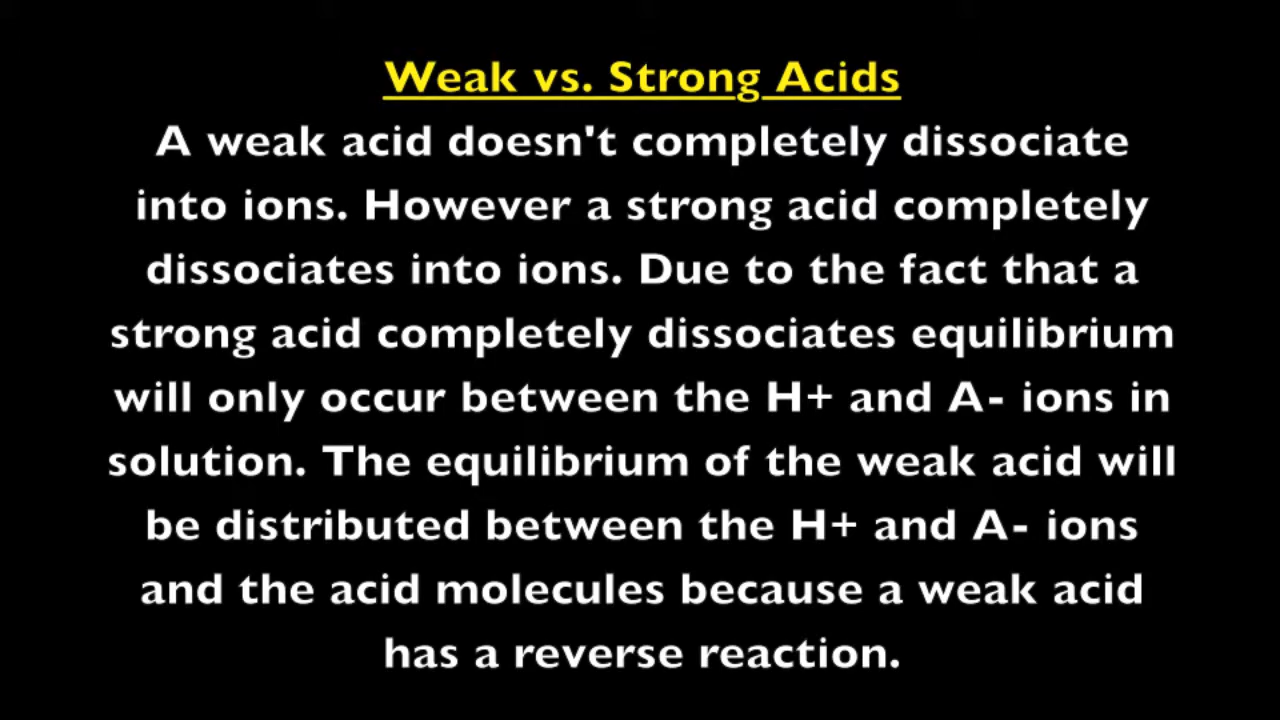 Weak vs. Strong Acids
A weak acid doesn't completely dissociate
into ions. However a strong acid completely
dissociates into ions. Due to the fact that a
strong acid completely dissociates equilibrium
will only occur between the H+ and A- ions in
solution. The equilibrium of the weak acid will
be distributed between the H+ and A- ions
and the acid molecules because a weak acid
has a reverse reaction.